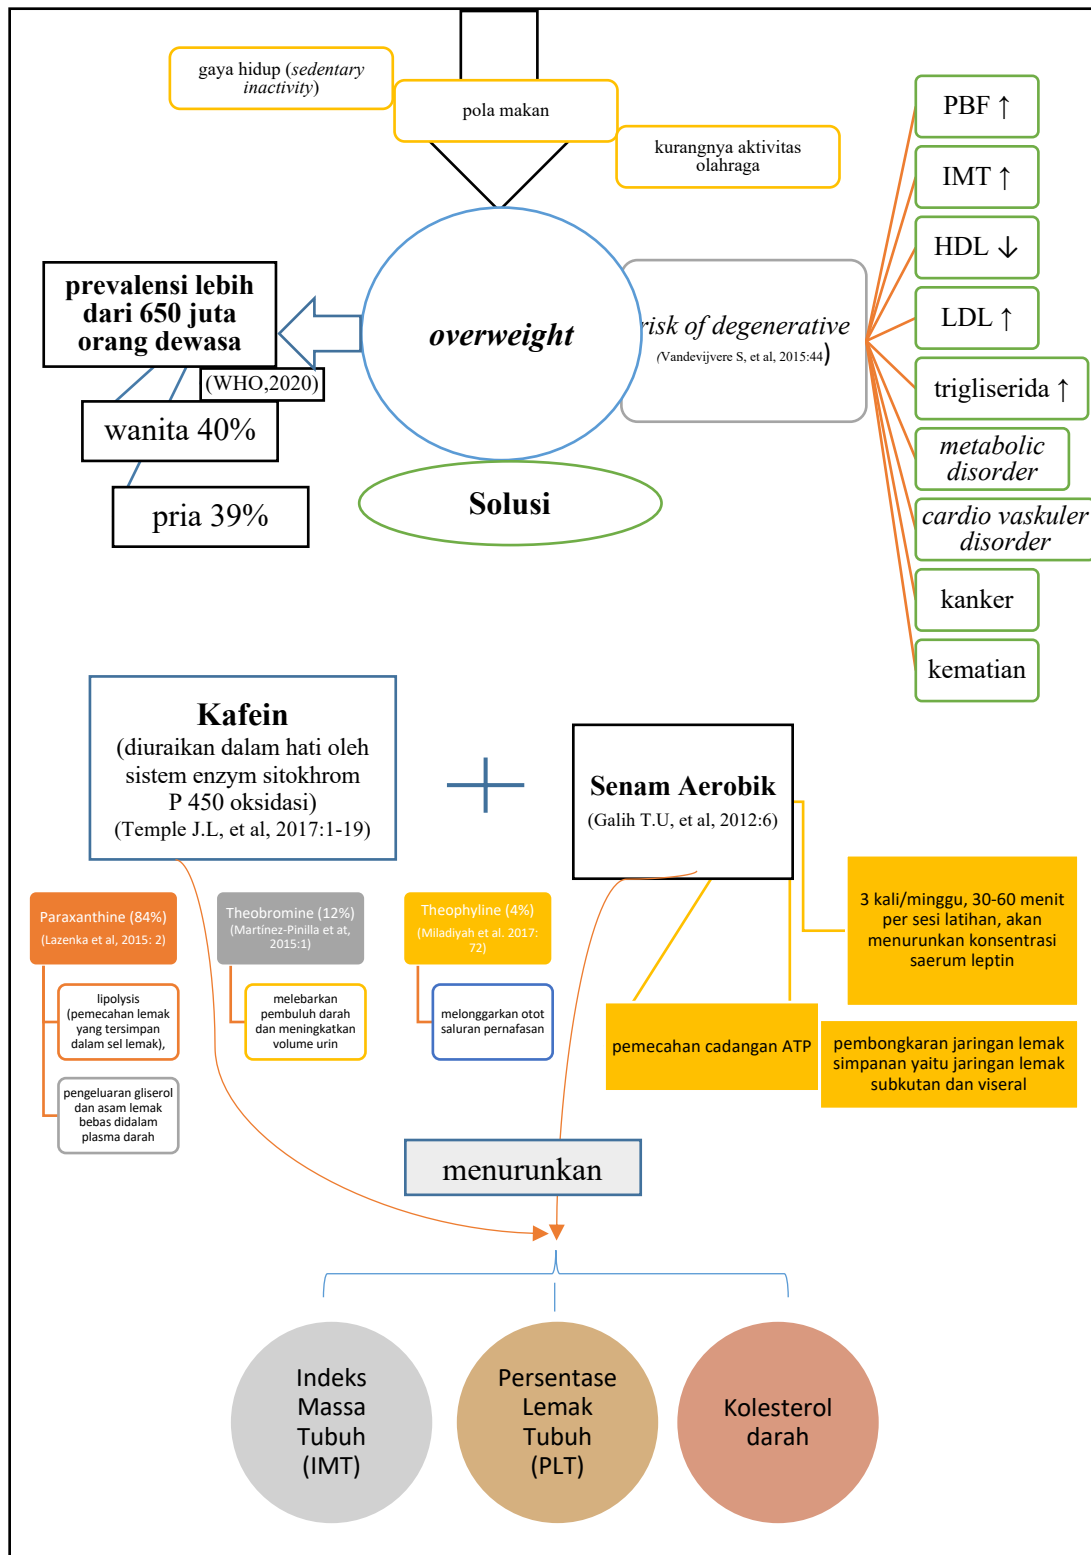 gaya hidup (sedentary
inactivity)
pola makan
kurangnya aktivitas
olahraga
prevalensi lebih
dari 650 juta
orang dewasa
(WHO,2020)
wanita 40%
pria 39%
overweight
risk of degenerative
(Vandevijvere S, et al, 2015:44)
PBF ↑
IMT ↑
HDL ↓
LDL ↑
trigliserida ↑
metabolic
disorder
cardio vaskuler
disorder
kanker
kematian
Solusi
Kafein
(diuraikan dalam hati oleh
sistem enzym sitokhrom
P 450 oksidasi)
(Temple J.L, et al, 2017:1-19)
Senam Aerobik
(Galih T.U, et al, 2012:6)
Paraxanthine (84%)
(Lazenka et al, 2015: 2)
lipolysis
(pemecahan lemak
yang tersimpan
dalam sel lemak),
pengeluaran gliserol
dan asam lemak
bebas didalam
plasma darah
Theobromine (12%)
(Martínez-Pinilla et at,
2015:1)
melebarkan
pembuluh darah
dan meningkatkan
volume urin
Theophyline (4%)
(Miladiyah et al. 2017:
72)
melonggarkan otot
saluran pernafasan
3 kali/minggu, 30-60 menit
per sesi latihan, akan
menurunkan konsentrasi
saerum leptin
pemecahan cadangan ATP
pembongkaran jaringan lemak
simpanan yaitu jaringan lemak
subkutan dan viseral
menurunkan
Indeks
Massa
Tubuh
(IMT)
Persentase
Lemak
Tubuh
(PLT)
Kolesterol
darah